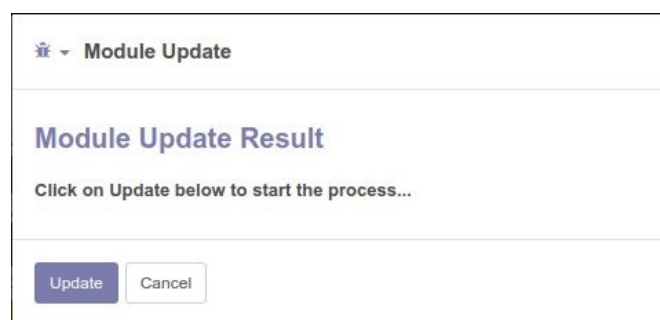 Module Update
Module Update Result
Click on Update below to start the process...
Update Cancel